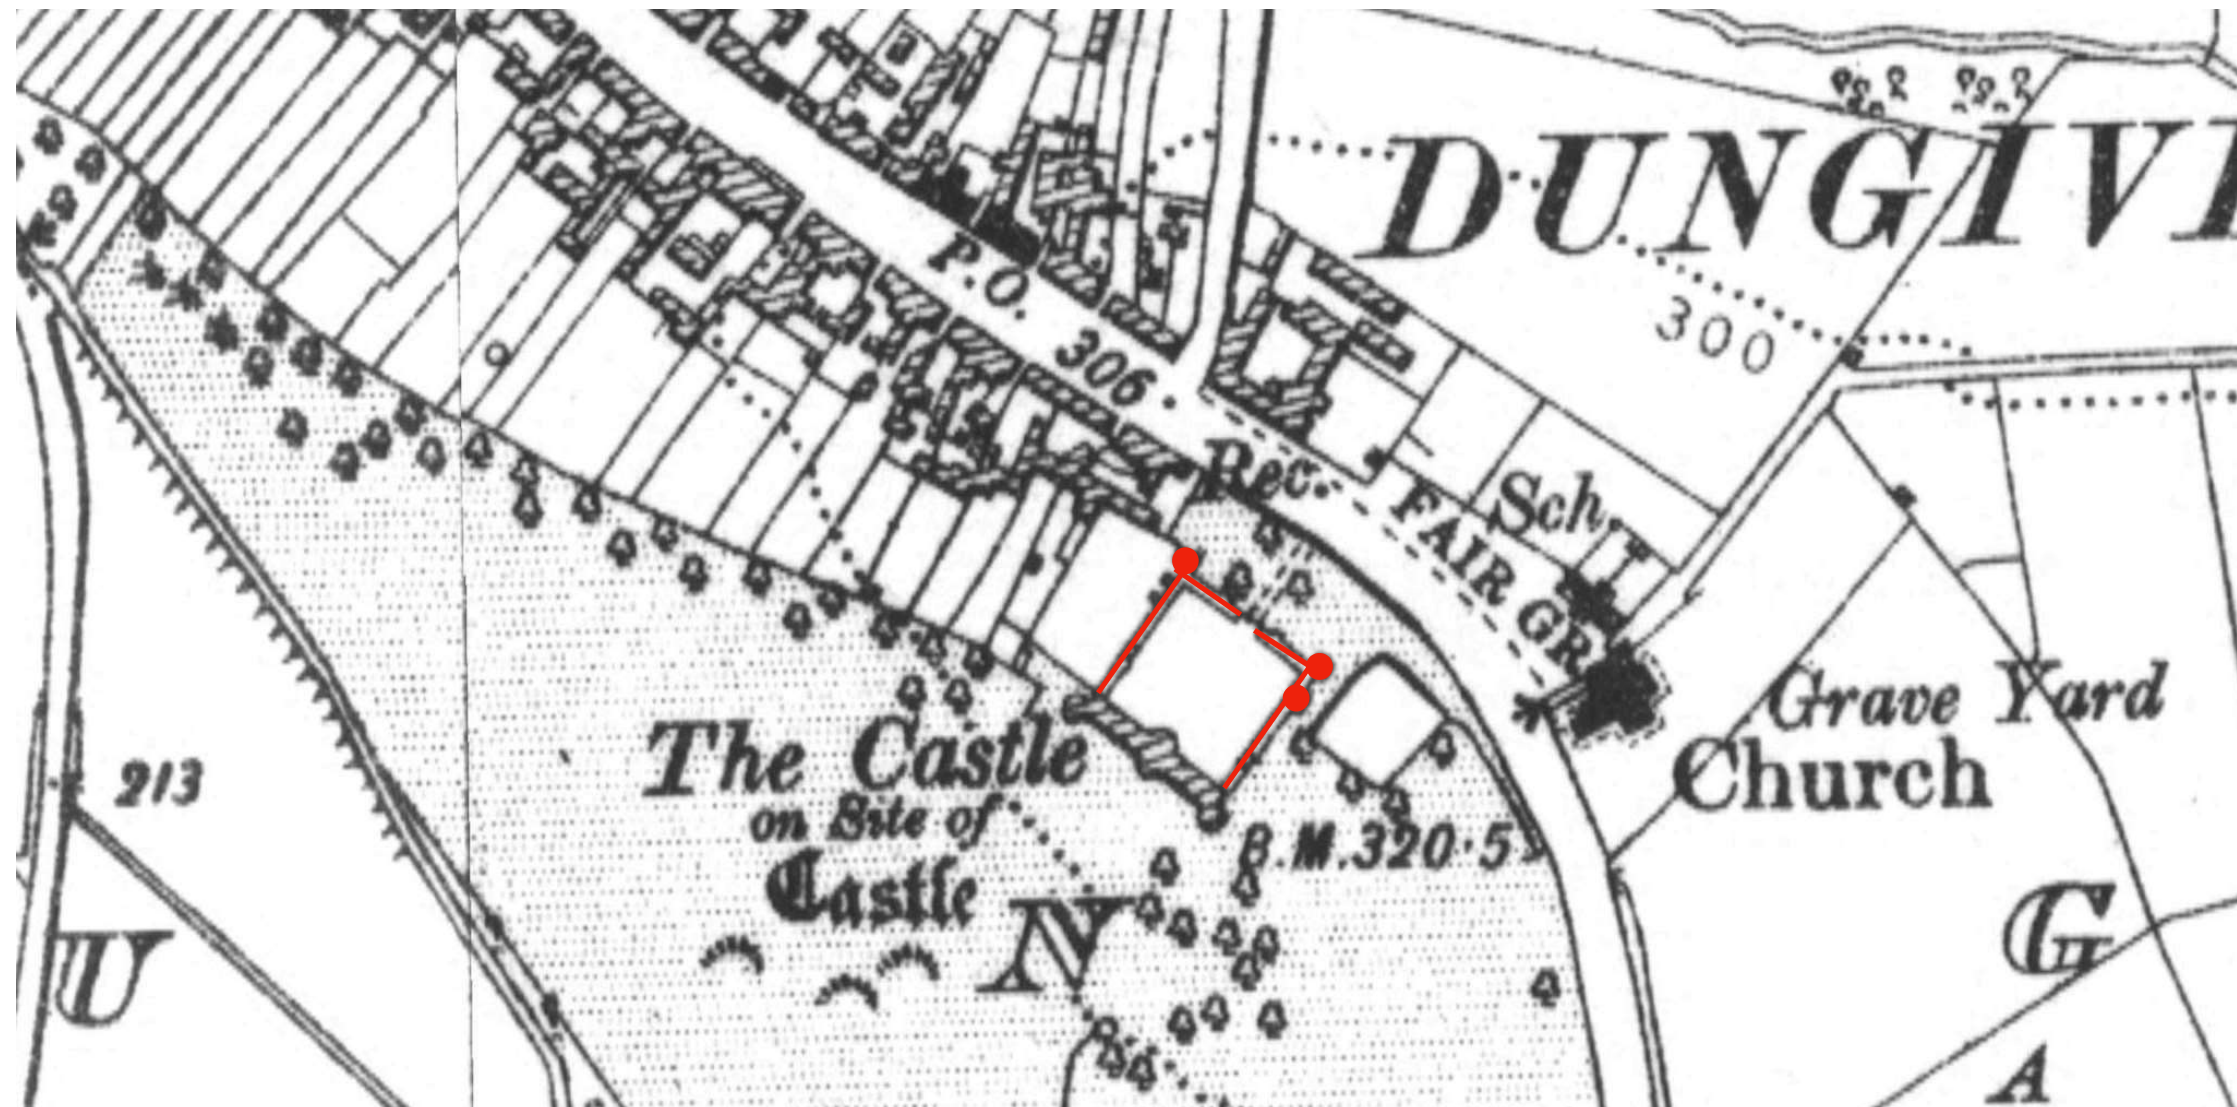 DUNGIVE
P.O.
306
300
Rec.
Sch.
FAIR GR.
Grave Yard
Church
The Castle
on Site of
Castle
B.M.320.5
213
U
N
G
A